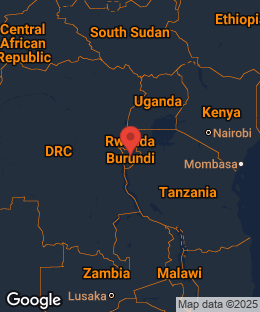 Ethiopia
South Sudan
Central
African
Republic
Uganda
Kenya
Nairobi
Rwanda
Burundi
DRC
Mombasa
Tanzania
Zambia
Malawi
Lusaka
Google
Map data ©2025